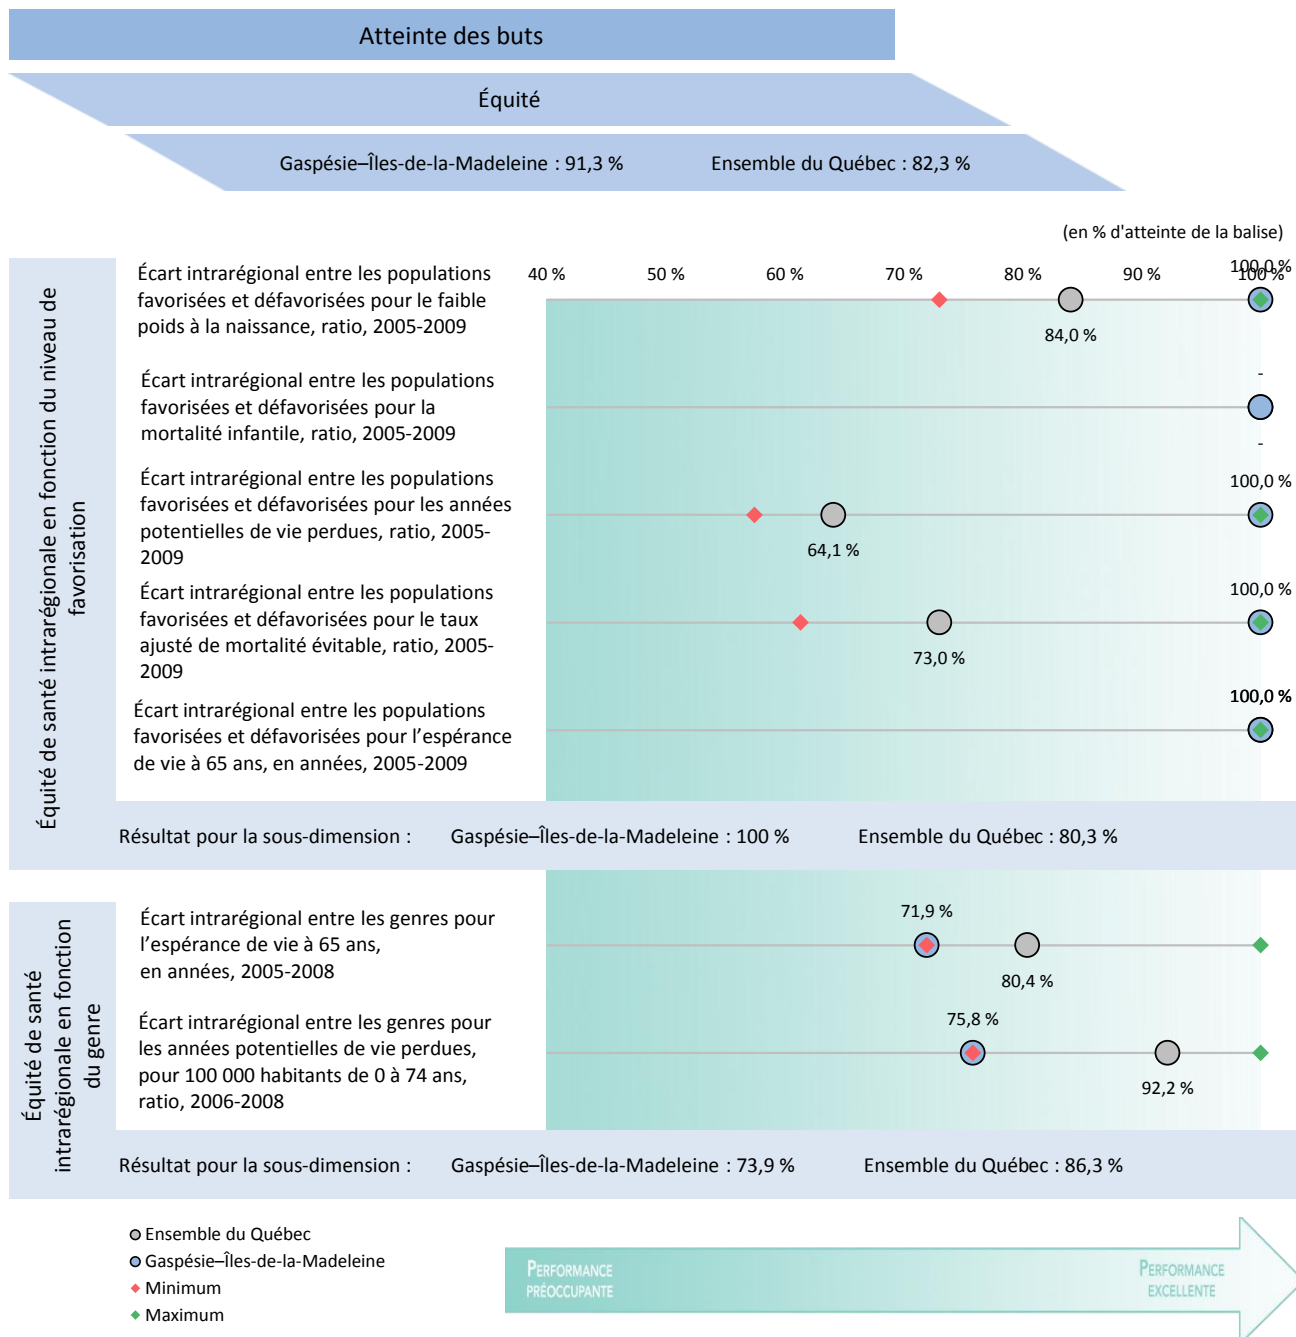 Atteinte des buts
Équité
Gaspésie–Îles-de-la-Madeleine : 91,3 % Ensemble du Québec : 82,3 %
(en % d'atteinte de la balise)
Équité de santé intrarégionale en fonction du niveau de
favorisation
40 % 50 % 60 % 70 % 80 % 90 % 100 %
Écart intrarégional entre les populations
favorisées et défavorisées pour le faible
poids à la naissance, ratio, 2005-2009
100,0 %
84,0 %
Écart intrarégional entre les populations
favorisées et défavorisées pour la
mortalité infantile, ratio, 2005-2009
-
-
Écart intrarégional entre les populations
favorisées et défavorisées pour les années
potentielles de vie perdues, ratio, 2005-
2009
100,0 %
64,1 %
Écart intrarégional entre les populations
favorisées et défavorisées pour le taux
ajusté de mortalité évitable, ratio, 2005-
2009
100,0 %
73,0 %
Écart intrarégional entre les populations
favorisées et défavorisées pour l'espérance
de vie à 65 ans, en années, 2005-2009
100,0 %
Résultat pour la sous-dimension : Gaspésie–Îles-de-la-Madeleine : 100 % Ensemble du Québec : 80,3 %
Équité de santé
intrarégionale en fonction
du genre
Écart intrarégional entre les genres pour
l'espérance de vie à 65 ans,
en années, 2005-2008
71,9 %
80,4 %
Écart intrarégional entre les genres pour
les années potentielles de vie perdues,
pour 100 000 habitants de 0 à 74 ans,
ratio, 2006-2008
75,8 %
92,2 %
Résultat pour la sous-dimension : Gaspésie–Îles-de-la-Madeleine : 73,9 % Ensemble du Québec : 86,3 %
Ensemble du Québec
Gaspésie–Îles-de-la-Madeleine
Minimum
Maximum
PERFORMANCE
PRÉOCCUPANTE
PERFORMANCE
EXCELLENTE